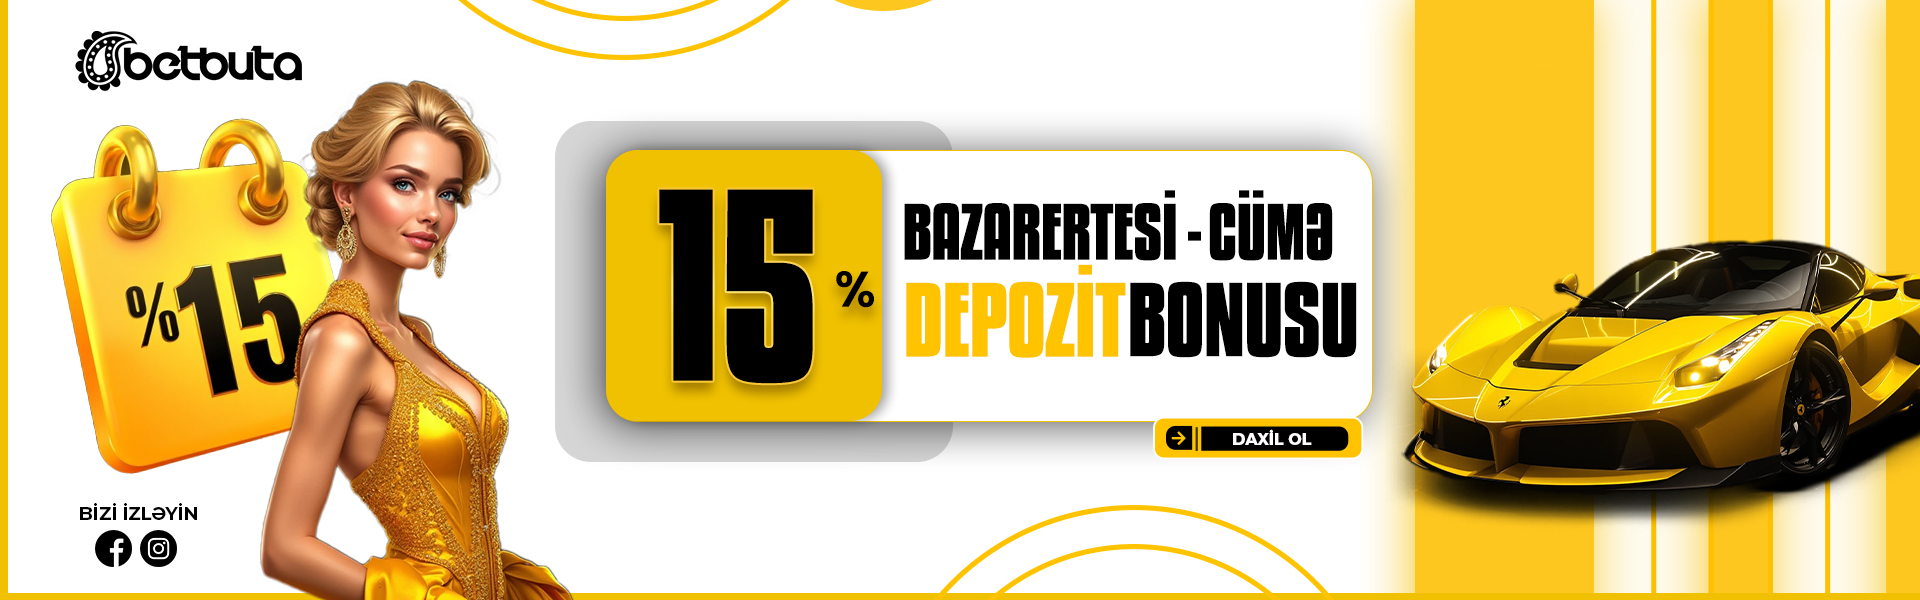 betbuta
%15
15%
BAZARERTESİ - CÜMƏ
DEPOZİT BONUSU
DAXİL OL
BİZİ İZLƏYİN